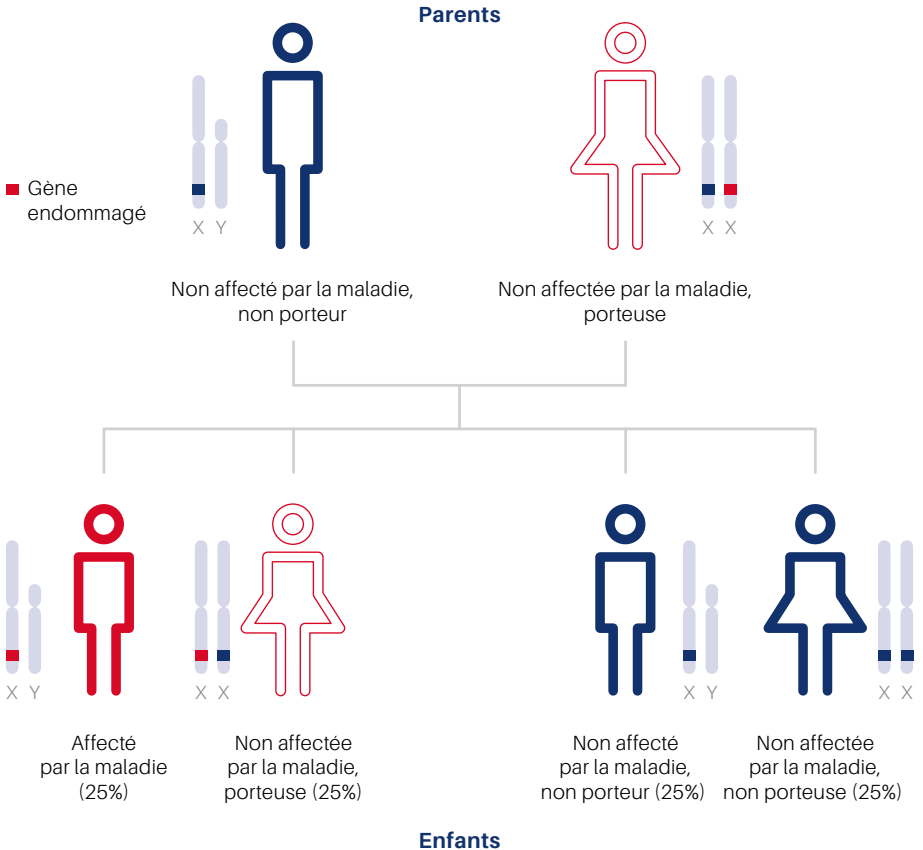 Parents
Gène
endommagé
X Y
X X
Non affecté par la maladie,
non porteur
Non affectée par la maladie,
porteuse
X Y
X X
X Y
X X
Affecté
par la maladie
(25%)
Non affectée
par la maladie,
porteuse (25%)
Non affecté
par la maladie,
non porteur (25%)
Non affectée
par la maladie,
non porteuse (25%)
Enfants